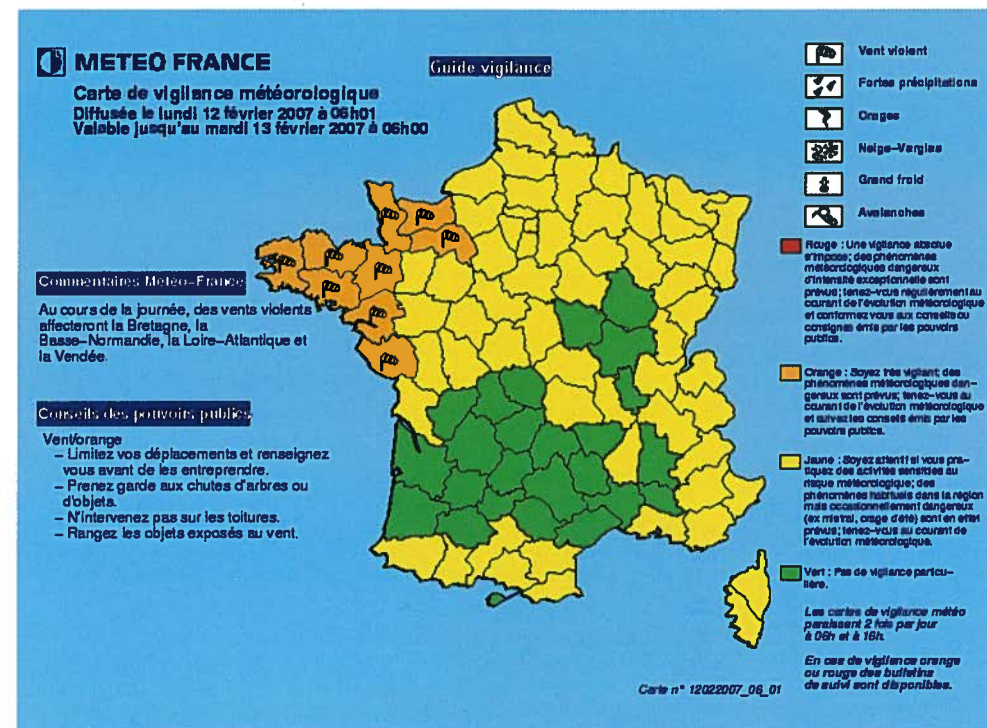 METEO FRANCE
Carte de vigilance météorologique
Diffusée le lundi 12 février 2007 à 06h01
Valable jusqu'au mardi 13 février 2007 à 06h00
Guide vigilance
Commentaires Météo-France
Au cours de la journée, des vents violents
affecteront la Bretagne, la
Basse-Normandie, la Loire-Atlantique et
la Vendée.
Conseils des pouvoirs publics
Vent/orange
– Limitez vos déplacements et renseignez
vous avant de les entreprendre.
– Prenez garde aux chutes d'arbres ou
d'objets.
– N'intervenez pas sur les toitures.
– Rangez les objets exposés au vent.
Vent violent
Fortes précipitations
Orages
Neige-Verglas
Grand froid
Avalanches
Rouge : Une vigilance absolue
s'impose; des phénomènes
météorologiques dangereux
d'intensité exceptionnelle sont
prévus; tenez-vous régulièrement au
courant de l'évolution météorologique
et conformez vous aux conseils ou
consignes émis par les pouvoirs
publics.
Orange : Soyez très vigilant; des
phénomènes météorologiques dan-
gereux sont prévus; tenez-vous au
courant de l'évolution météorologique
et suivez les conseils émis par les
pouvoirs publics.
Jaune : Soyez attentif si vous pra-
tiquez des activités sensibles au
risque météorologique; des
phénomènes habituels dans la région
mais occasionnellement dangereux
(ex mistral, orage d'été) sont en effet
prévus; tenez-vous au courant de
l'évolution météorologique.
Vert : Pas de vigilance particu-
lière.
Les cartes de vigilance météo
paraissent 2 fois par jour
à 06h et à 16h.
En cas de vigilance orange
ou rouge des bulletins
de suivi sont disponibles.
Carte n° 12022007_06_01